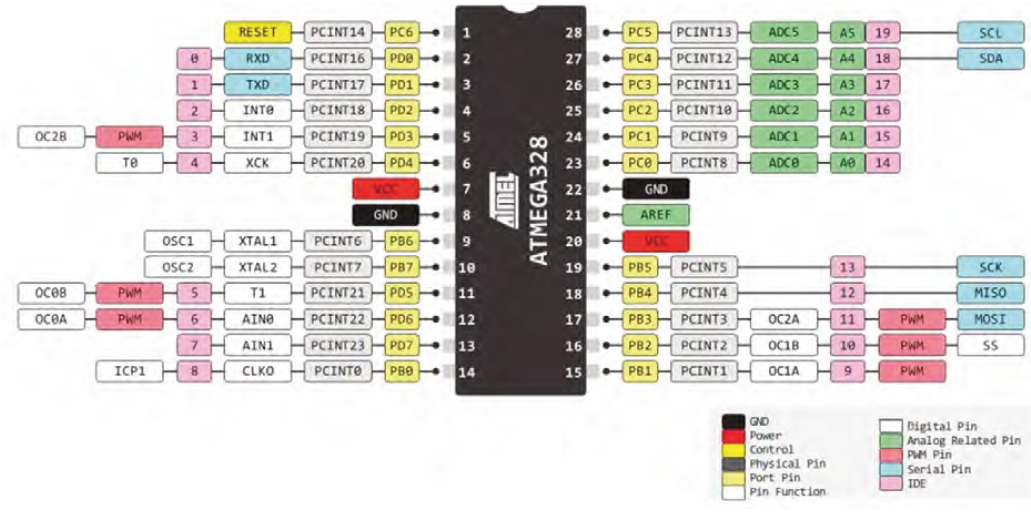 RESET PCINT14 PC6 1 28 PC5 PCINT13 ADC5 A5 19 SCL
0 RXD PCINT16 PD0 2 27 PC4 PCINT12 ADC4 A4 18 SDA
1 TXD PCINT17 PD1 3 26 PC3 PCINT11 ADC3 A3 17
2 INT0 PCINT18 PD2 4 25 PC2 PCINT10 ADC2 A2 16
OC2B PWM 3 INT1 PCINT19 PD3 5 24 PC1 PCINT9 ADC1 A1 15
T0 4 XCK PCINT20 PD4 6 23 PC0 PCINT8 ADC0 A0 14
VCC 7 22 GND
GND 8 21 AREF
OSC1 XTAL1 PCINT6 PB6 9 20 VCC
OSC2 XTAL2 PCINT7 PB7 10 19 PB5 PCINT5 13 SCK
OC0B PWM 5 T1 PCINT21 PD5 11 18 PB4 PCINT4 12 MISO
OC0A PWM 6 AIN0 PCINT22 PD6 12 17 PB3 PCINT3 OC2A 11 PWM MOSI
7 AIN1 PCINT23 PD7 13 16 PB2 PCINT2 OC1B 10 PWM SS
ICP1 8 CLKO PCINT0 PB0 14 15 PB1 PCINT1 OC1A 9 PWM
ATMEL
ATMEGA328
GND
Power
Control
Physical Pin
Port Pin
Pin Function
Digital Pin
Analog Related Pin
PWM Pin
Serial Pin
IDE